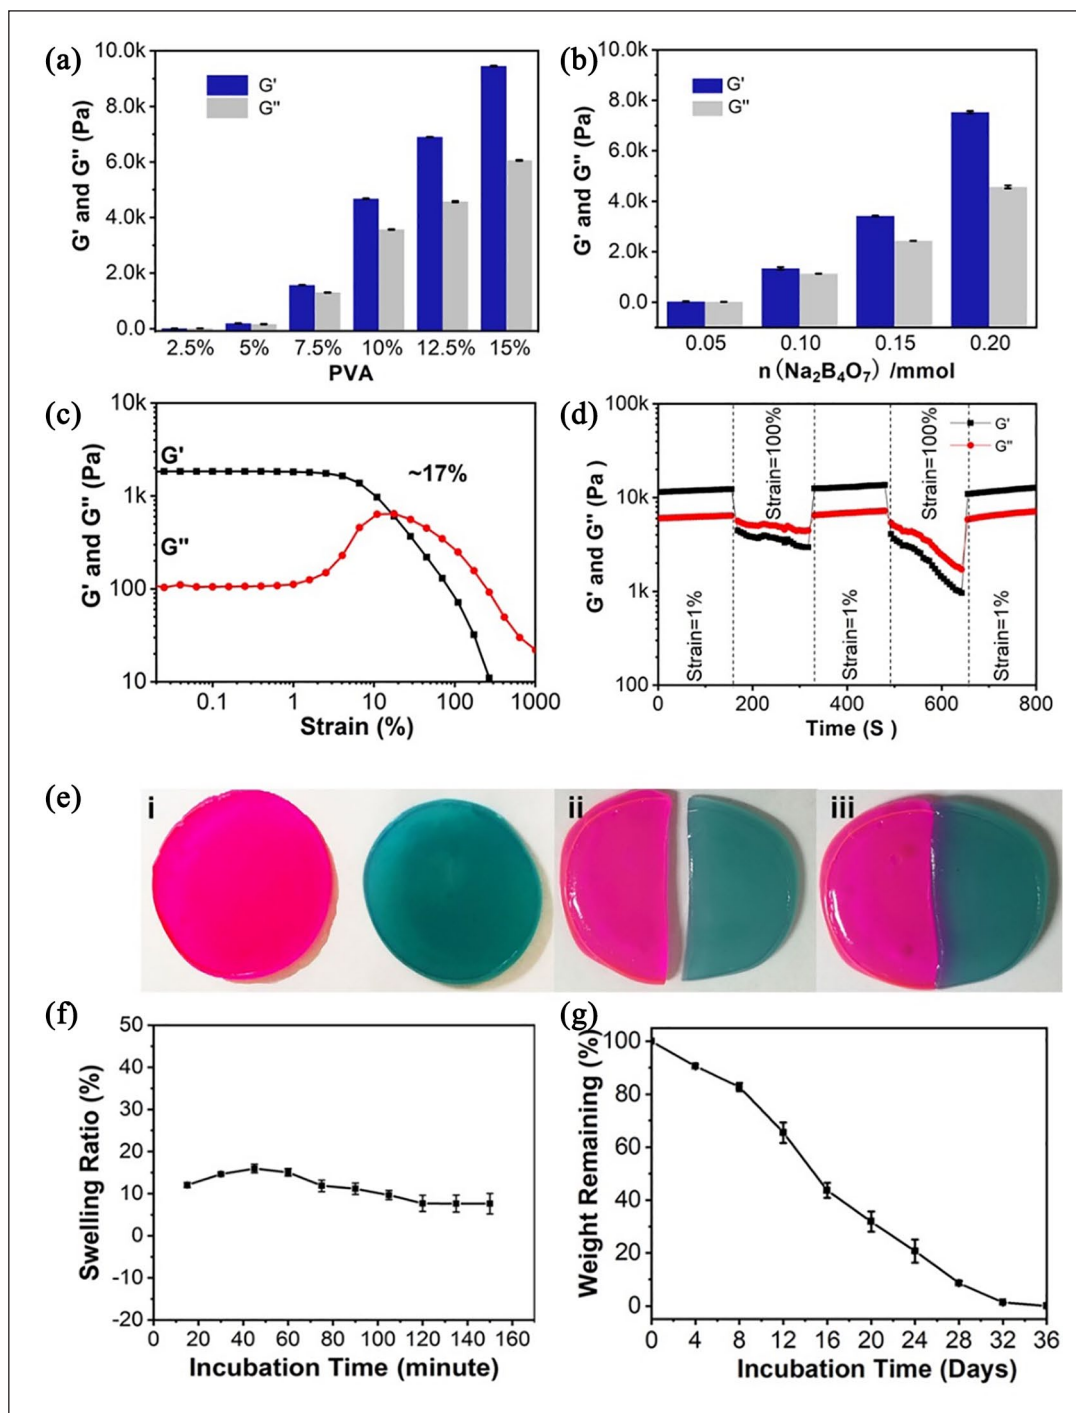 (a)
10.0k
8.0k
6.0k
4.0k
2.0k
0.0
G' and G" (Pa)
G'
G"
2.5% 5% 7.5% 10% 12.5% 15%
PVA
(b)
10.0k
8.0k
6.0k
4.0k
2.0k
0.0
G' and G" (Pa)
G'
G"
0.05 0.10 0.15 0.20
n(Na₂B₄O₇) /mmol
(c)
10k
1k
100
10
G' and G" (Pa)
G'
G"
~17%
0.1 1 10 100 1000
Strain (%)
(d)
100k
10k
1k
100
G' and G" (Pa )
Strain=1%
Strain=100%
Strain=1%
Strain=100%
Strain=1%
G'
G"
0 200 400 600 800
Time (S )
(e)
i
ii
iii
(f)
50
40
30
20
10
0
-10
-20
Swelling Ratio (%)
0 20 40 60 80 100 120 140 160
Incubation Time (minute)
(g)
100
80
60
40
20
0
Weight Remaining (%)
0 4 8 12 16 20 24 28 32 36
Incubation Time (Days)